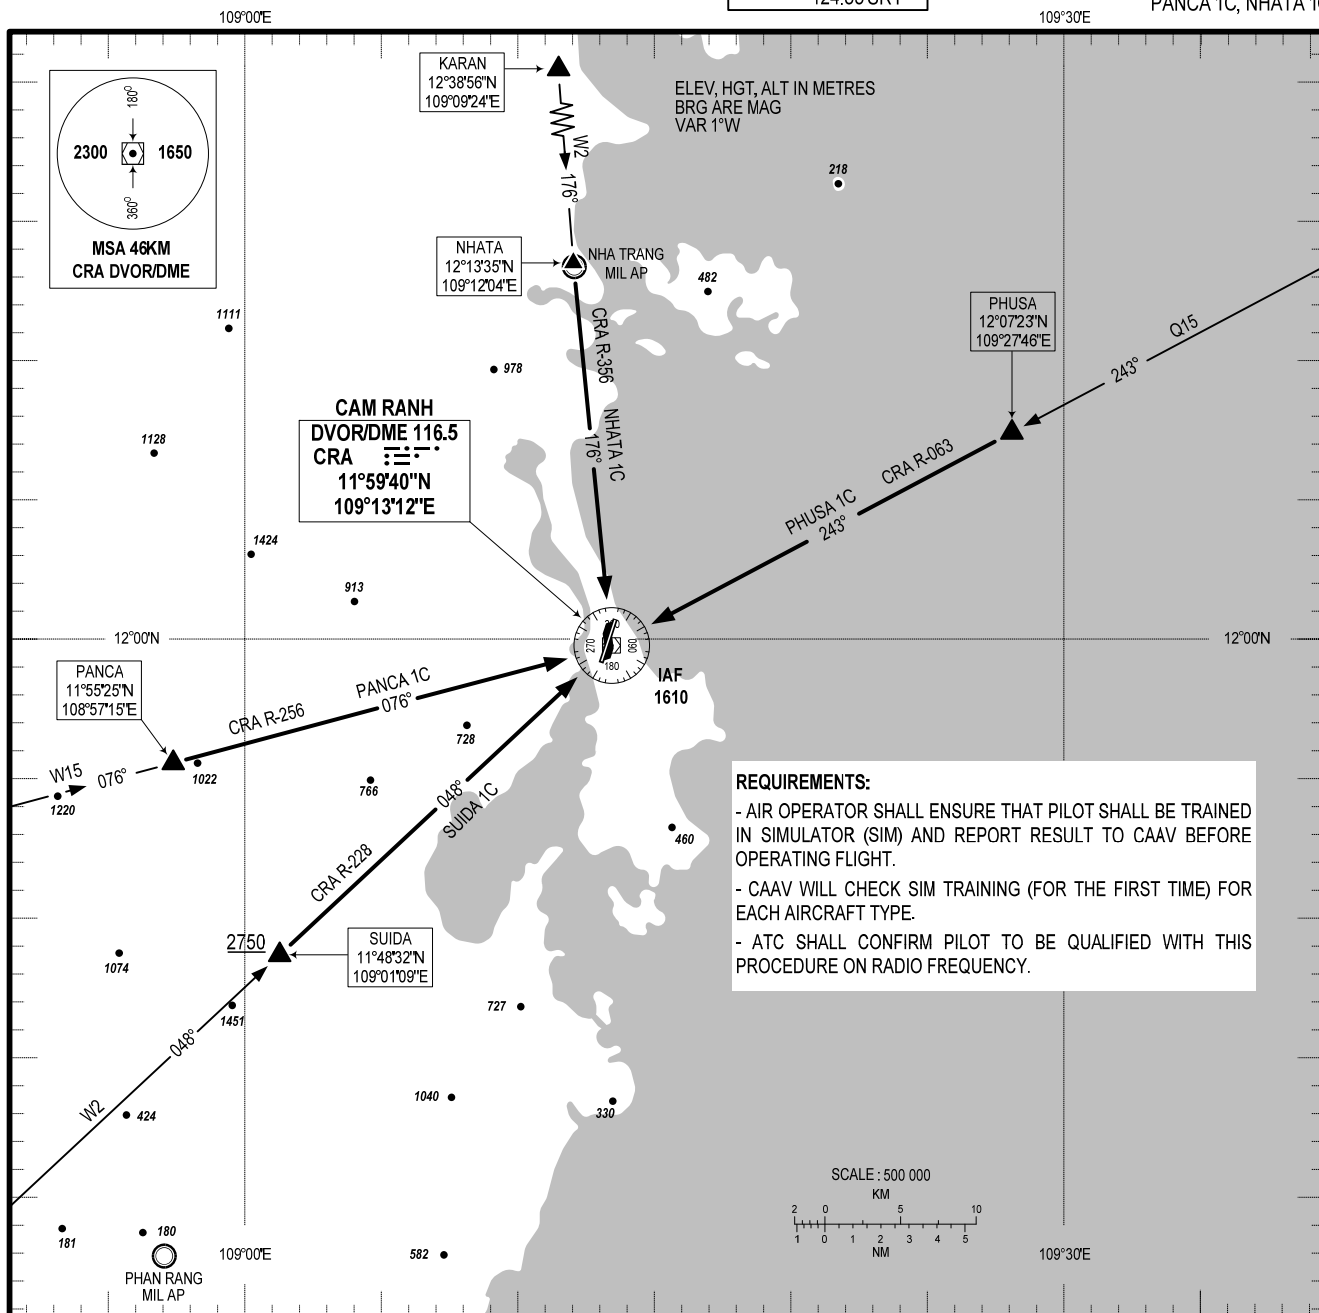 PANCA 1C, NHATA 1
109°00'E
109°30'E
KARAN
12°38'56"N
109°09'24"E
ELEV, HGT, ALT IN METRES
BRG ARE MAG
VAR 1°W
180°
2300
1650
360°
MSA 46KM
CRA DVOR/DME
W2
176°
218
NHATA
12°13'35"N
109°12'04"E
NHA TRANG
MIL AP
482
1111
PHUSA
12°07'23"N
109°27'46"E
Q15
243°
CRA R-356
978
CAM RANH
DVOR/DME 116.5
CRA
11°59'40"N
109°13'12"E
NHATA 1C
176°
1128
CRA R-063
PHUSA 1C
243°
1424
913
12°00'N
12°00'N
270
060
180
IAF
1610
PANCA
11°55'25"N
108°57'15"E
PANCA 1C
076°
CRA R-256
728
W15
076°
1022
1220
766
048°
SUIDA 1C
460
CRA R-228
REQUIREMENTS:
- AIR OPERATOR SHALL ENSURE THAT PILOT SHALL BE TRAINED
IN SIMULATOR (SIM) AND REPORT RESULT TO CAAV BEFORE
OPERATING FLIGHT.
- CAAV WILL CHECK SIM TRAINING (FOR THE FIRST TIME) FOR
EACH AIRCRAFT TYPE.
- ATC SHALL CONFIRM PILOT TO BE QUALIFIED WITH THIS
PROCEDURE ON RADIO FREQUENCY.
2750
SUIDA
11°48'32"N
109°01'09"E
1074
1451
727
048°
W2
424
1040
330
SCALE : 500 000
KM
2 0 5 10
1 0 1 2 3 4 5
NM
181
180
582
109°00'E
109°30'E
PHAN RANG
MIL AP